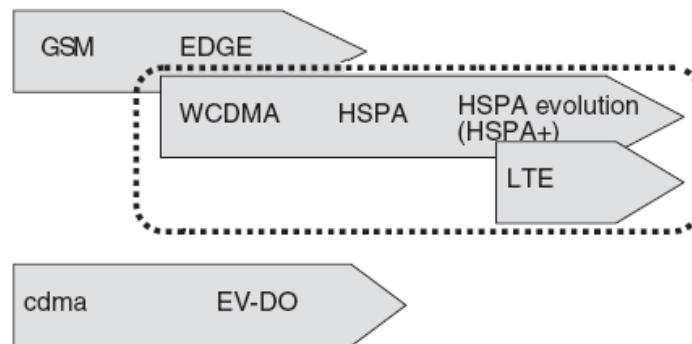 GSM EDGE
WCDMA HSPA HSPA evolution
(HSPA+)
LTE
cdma EV-DO